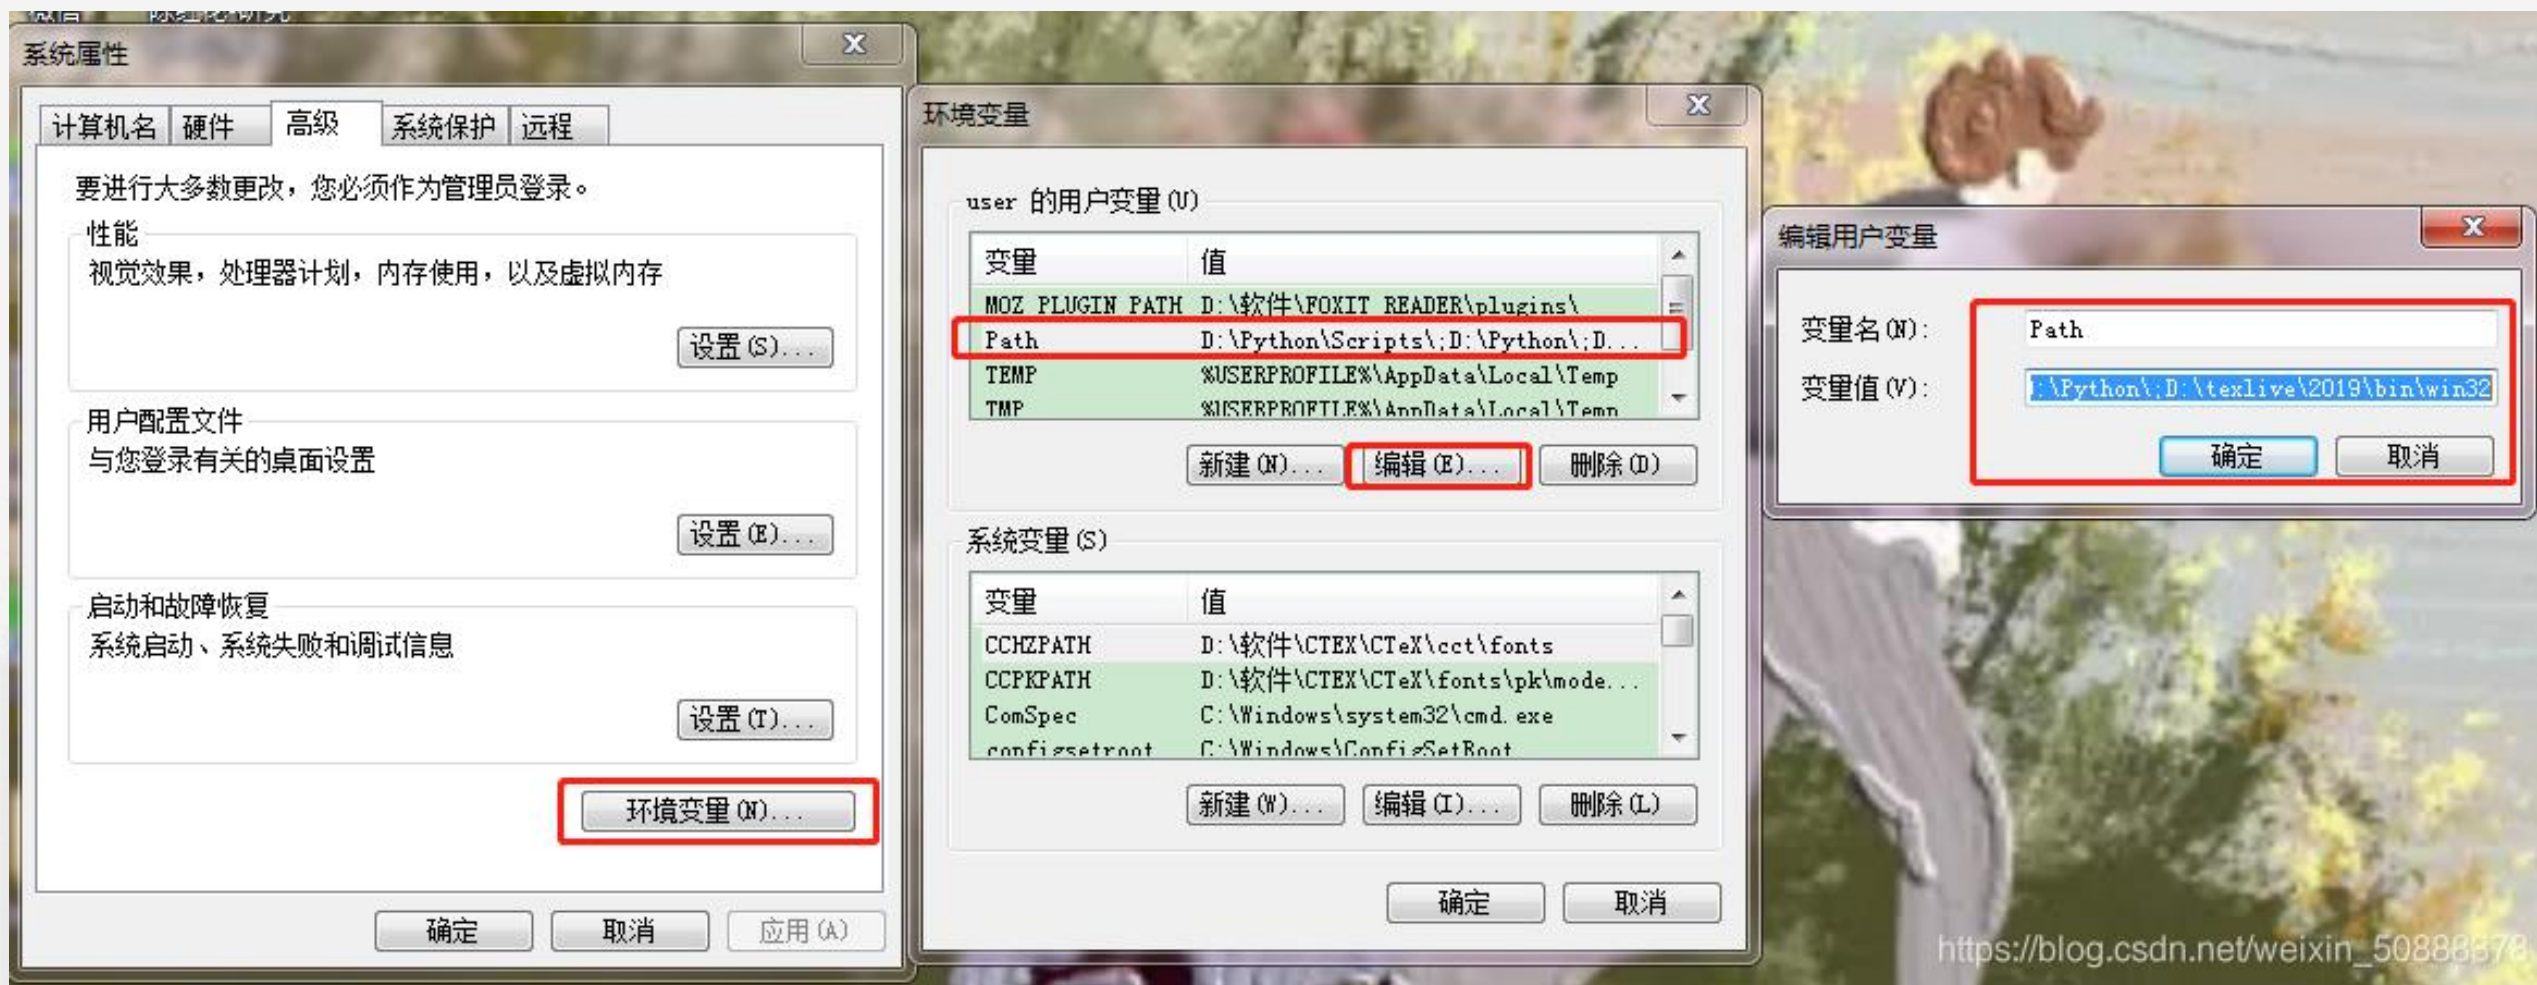 系统属性
计算机名 硬件 高级 系统保护 远程
要进行大多数更改，您必须作为管理员登录。
性能
视觉效果，处理器计划，内存使用，以及虚拟内存
设置(S)...
用户配置文件
与您登录有关的桌面设置
设置(E)...
启动和故障恢复
系统启动、系统失败和调试信息
设置(T)...
环境变量(N)...
确定 取消 应用(A)
环境变量
user 的用户变量(U)
变量 值
MOZ_PLUGIN_PATH D:\软件\FOXIT READER\plugins\
Path D:\Python\Scripts\;D:\Python\;D...
TEMP %USERPROFILE%\AppData\Local\Temp
TMP %USERPROFILE%\AppData\Local\Temp
新建(N)... 编辑(E)... 删除(D)
系统变量(S)
变量 值
CCHZPATH D:\软件\CTEX\CTeX\cct\fonts
CCPKPATH D:\软件\CTEX\CTeX\fonts\pk\mode...
ComSpec C:\Windows\system32\cmd.exe
configsetroot C:\Windows\ConfigSetRoot
新建(W)... 编辑(I)... 删除(L)
确定 取消
编辑用户变量
变量名(N): Path
变量值(V): :\Python\;D:\texlive\2019\bin\win32
确定 取消
https://blog.csdn.net/weixin_50888378